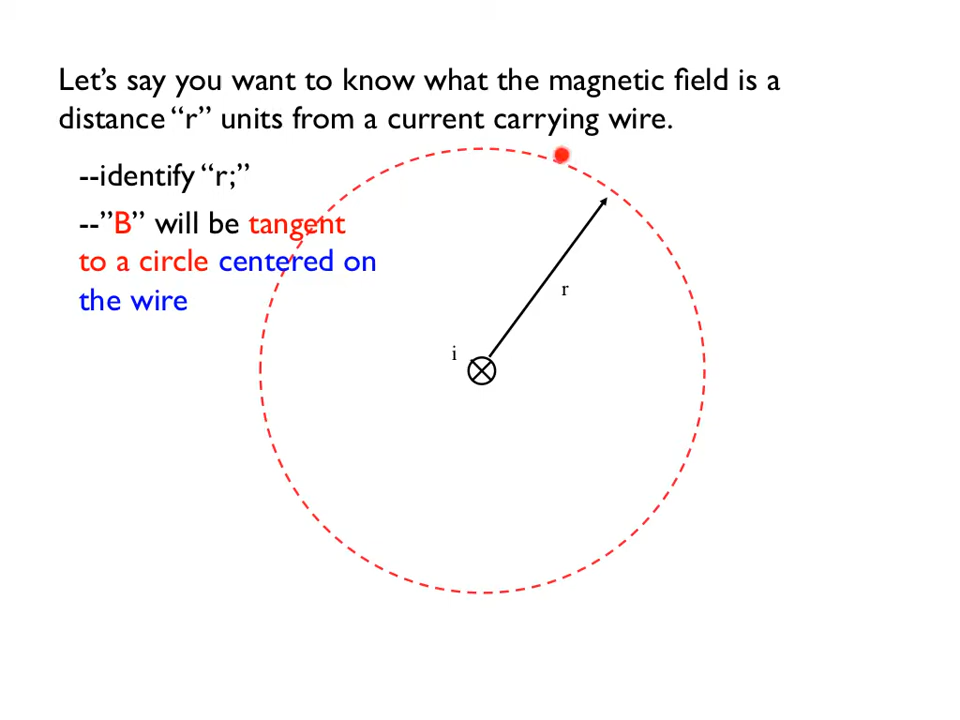 Let’s say you want to know what the magnetic field is a
distance “r” units from a current carrying wire.
--identify “r;”
--”B” will be tangent
to a circle centered on
the wire
r
i